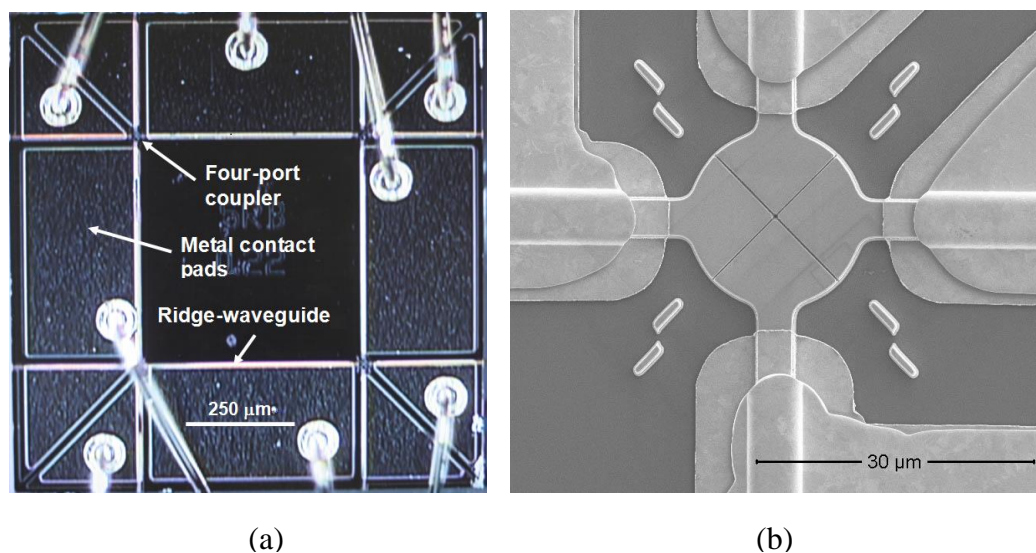 Four-port
coupler
Metal contact
pads
Ridge-waveguide
250 μm
30 μm
(a)
(b)